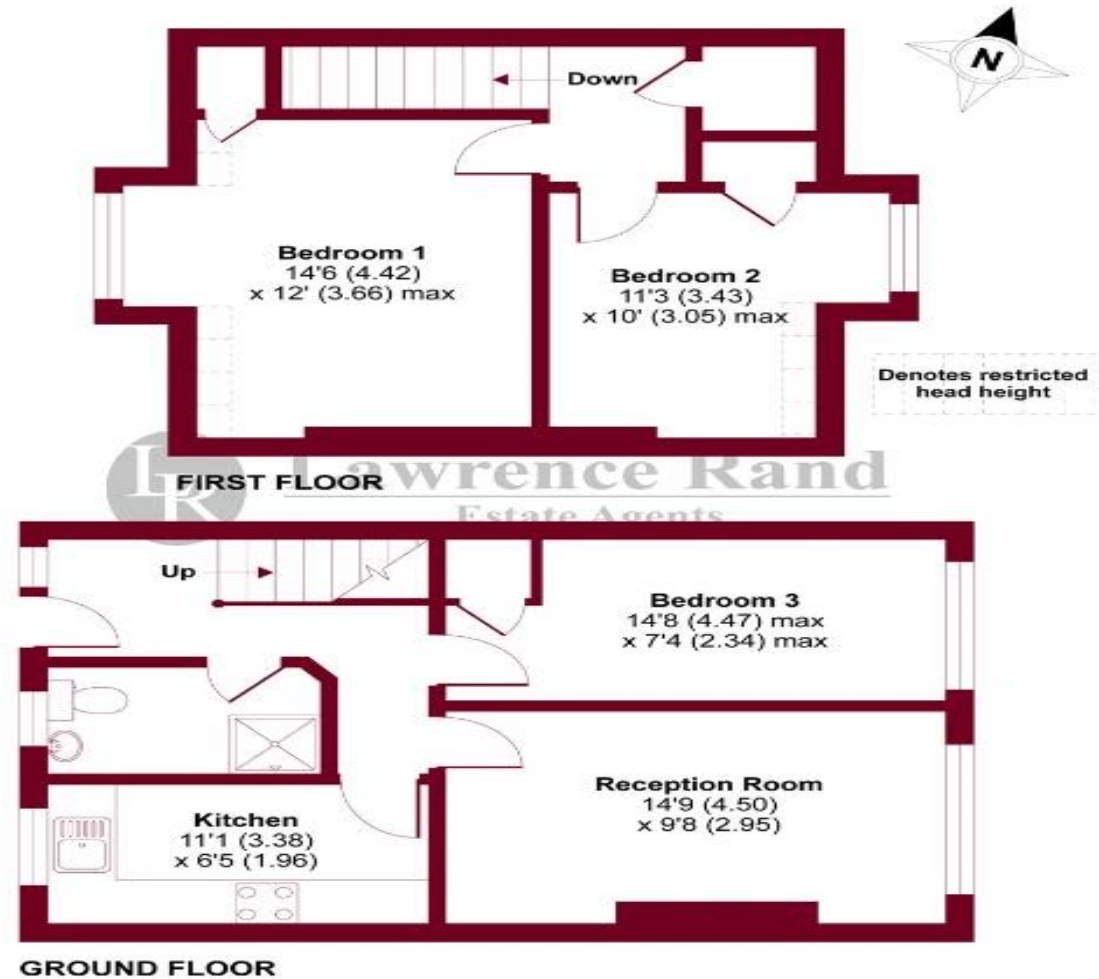 N
Down
Bedroom 1
14'6 (4.42)
x 12' (3.66) max
Bedroom 2
11'3 (3.43)
x 10' (3.05) max
Denotes restricted
head height
LR Lawrence Rand
Estate Agents
FIRST FLOOR
Up
Bedroom 3
14'8 (4.47) max
x 7'4 (2.34) max
Reception Room
14'9 (4.50)
x 9'8 (2.95)
Kitchen
11'1 (3.38)
x 6'5 (1.96)
GROUND FLOOR